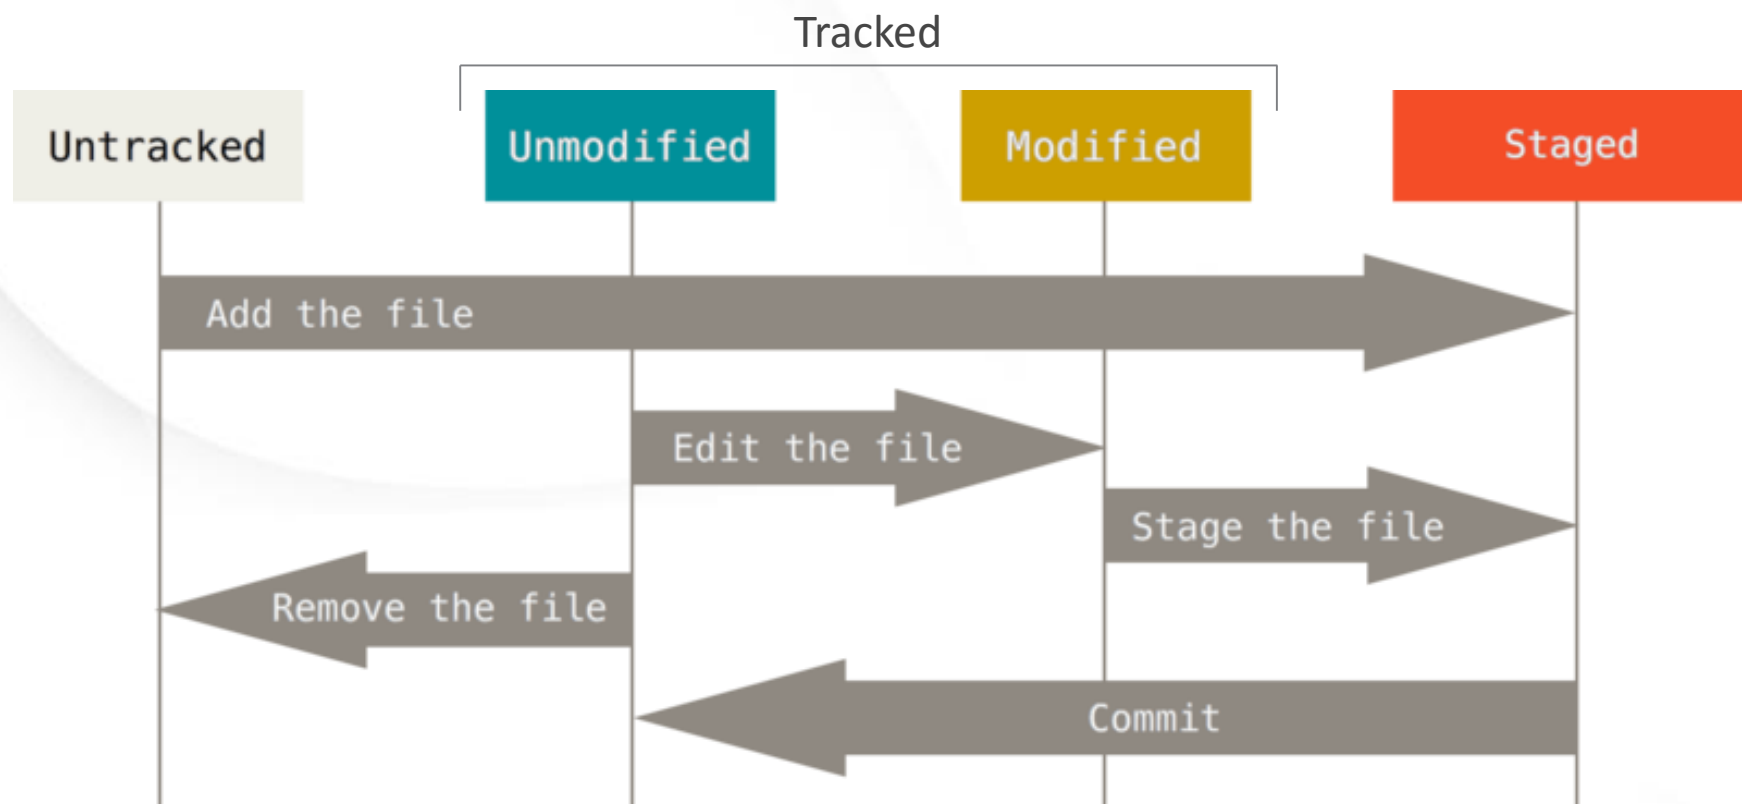 Tracked
Untracked
Unmodified
Modified
Staged
Add the file
Edit the file
Stage the file
Remove the file
Commit